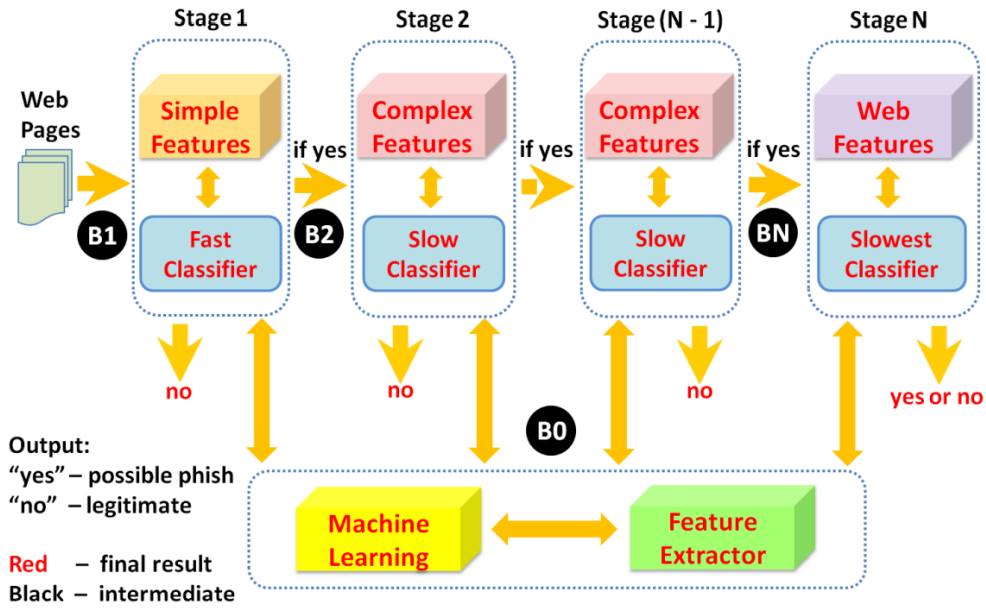 Stage 1
Stage 2
Stage (N - 1)
Stage N
Web
Pages
Simple
Features
Complex
Features
Complex
Features
Web
Features
if yes
if yes
if yes
B1
B2
BN
Fast
Classifier
Slow
Classifier
Slow
Classifier
Slowest
Classifier
no
no
no
yes or no
B0
Output:
“yes” – possible phish
“no” – legitimate
Red – final result
Black – intermediate
Machine
Learning
Feature
Extractor